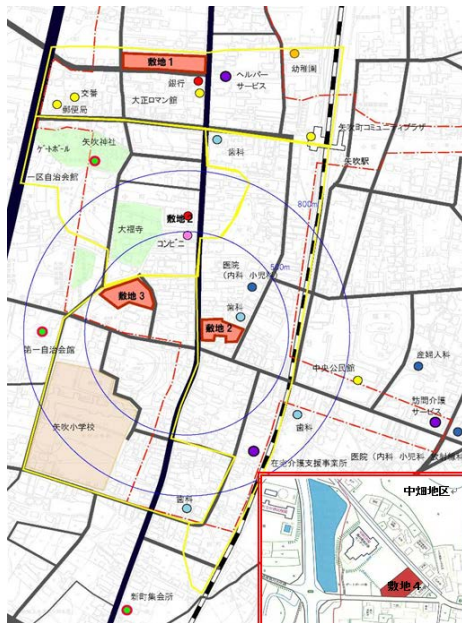 敷地１
幼稚園
銀行
ヘルパー
サービス
大正ロマン館
交番
郵便局
矢吹町コミュニティプラザ
矢吹神社
歯科
ゲートボール
矢吹駅
一区自治会館
800m
大福寺
コンビニ
医院
(内科 小児科)
敷地３
歯科
敷地２
第一自治会館
中央公民館
産婦人科
矢吹小学校
訪問介護
サービス
歯科
在宅介護支援事業所
医院（内科 小児科
歯科
中畑地区
敷地４
新町集会所